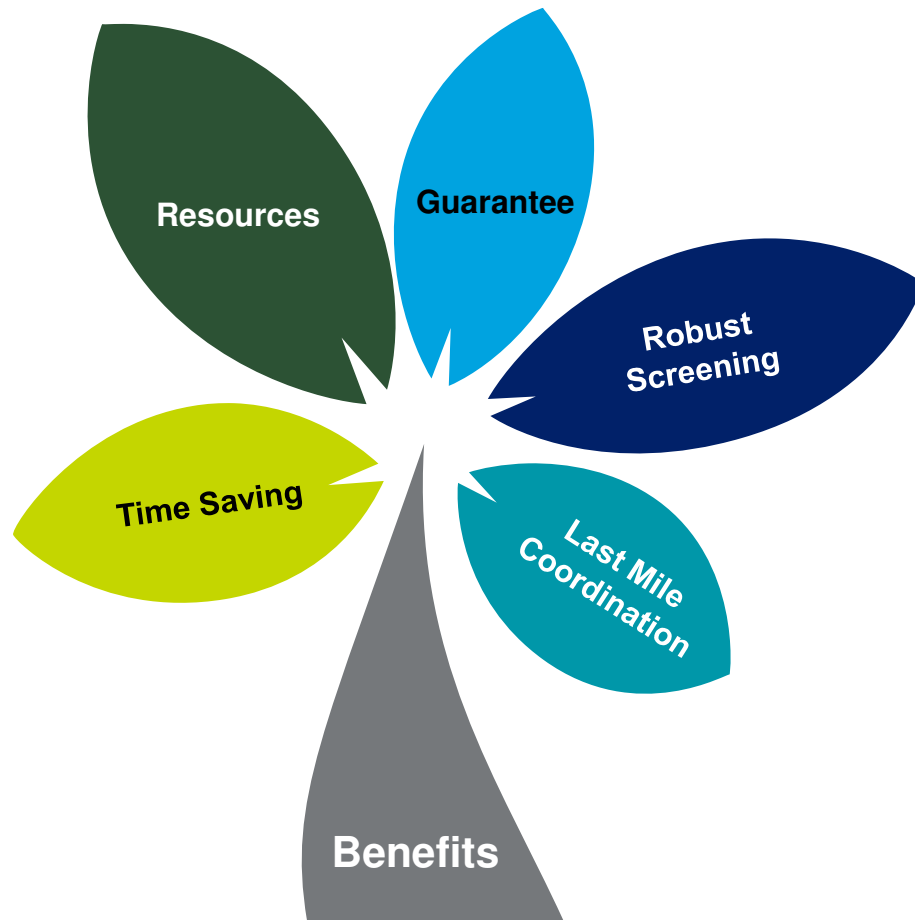 Resources
Guarantee
Robust
Screening
Time Saving
Last Mile
Coordination
Benefits